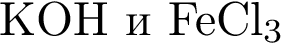 KOH и FeCl₃